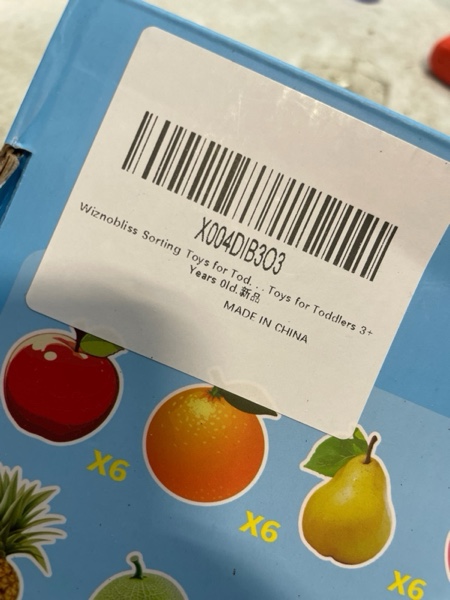 X004DIB3O3
Wiznobliss Sorting Toys for Tod... Toys for Toddlers 3+
Years Old.新品
MADE IN CHINA
X6
X6
X6